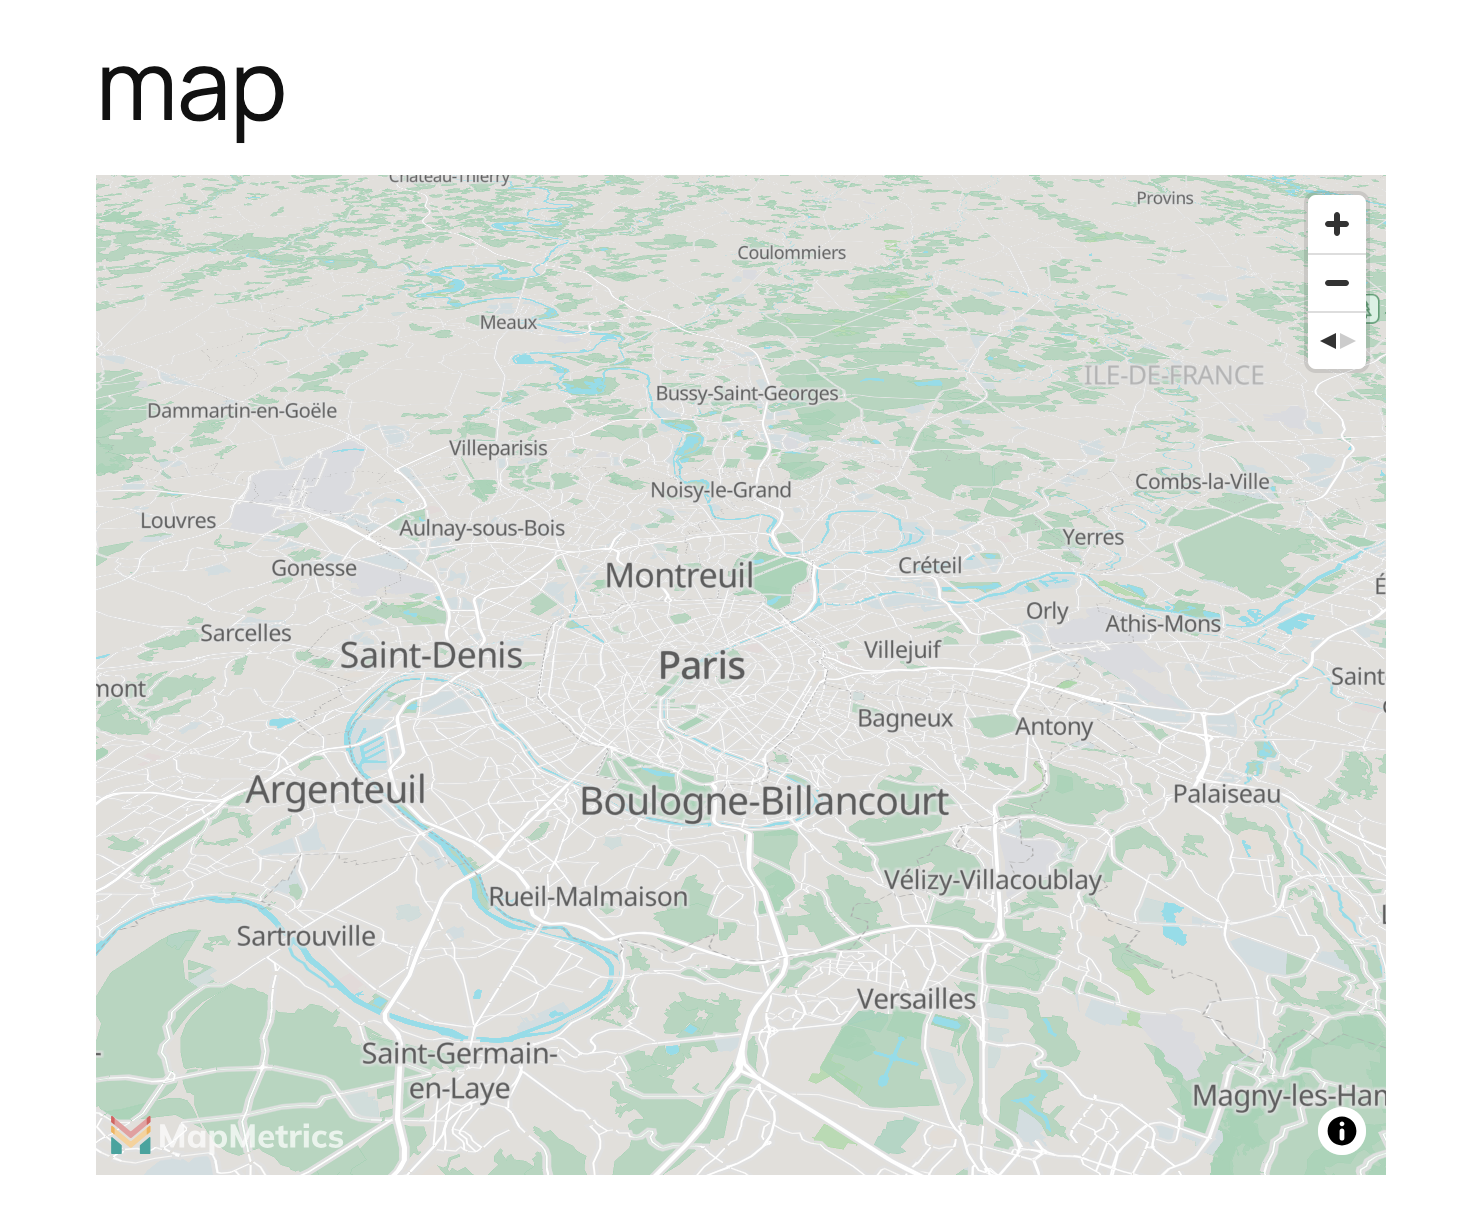 map
Château-Thierry
Provins
Coulommiers
Meaux
ILE-DE-FRANCE
Bussy-Saint-Georges
Dammartin-en-Goële
Villeparisis
Combs-la-Ville
Noisy-le-Grand
Louvres
Aulnay-sous-Bois
Yerres
Créteil
Gonesse
Montreuil
Orly
Athis-Mons
Sarcelles
Villejuif
Saint-Denis
Paris
Saint
mont
Bagneux
Antony
Argenteuil
Palaiseau
Boulogne-Billancourt
Vélizy-Villacoublay
Rueil-Malmaison
Sartrouville
Versailles
Saint-Germain-
en-Laye
Magny-les-Ham
MapMetrics